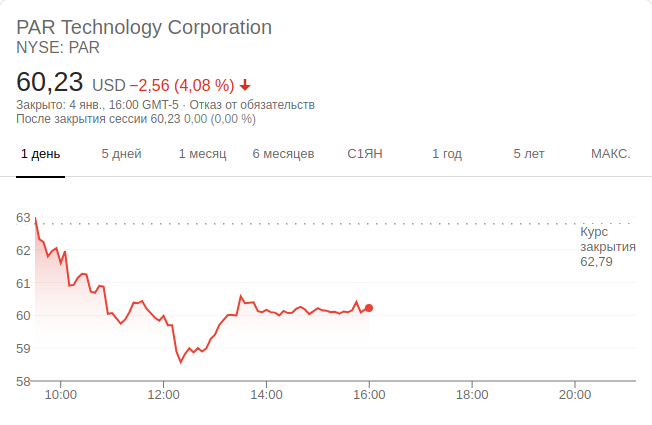 PAR Technology Corporation
NYSE: PAR
60,23 USD −2,56 (4,08 %)
Закрыто: 4 янв., 16:00 GMT-5 · Отказ от обязательств
После закрытия сессии 60,23 0,00 (0,00 %)
1 день 5 дней 1 месяц 6 месяцев С1ЯН 1 год 5 лет МАКС.
63
Курс
закрытия
62,79
62
61
60
59
58
10:00 12:00 14:00 16:00 18:00 20:00